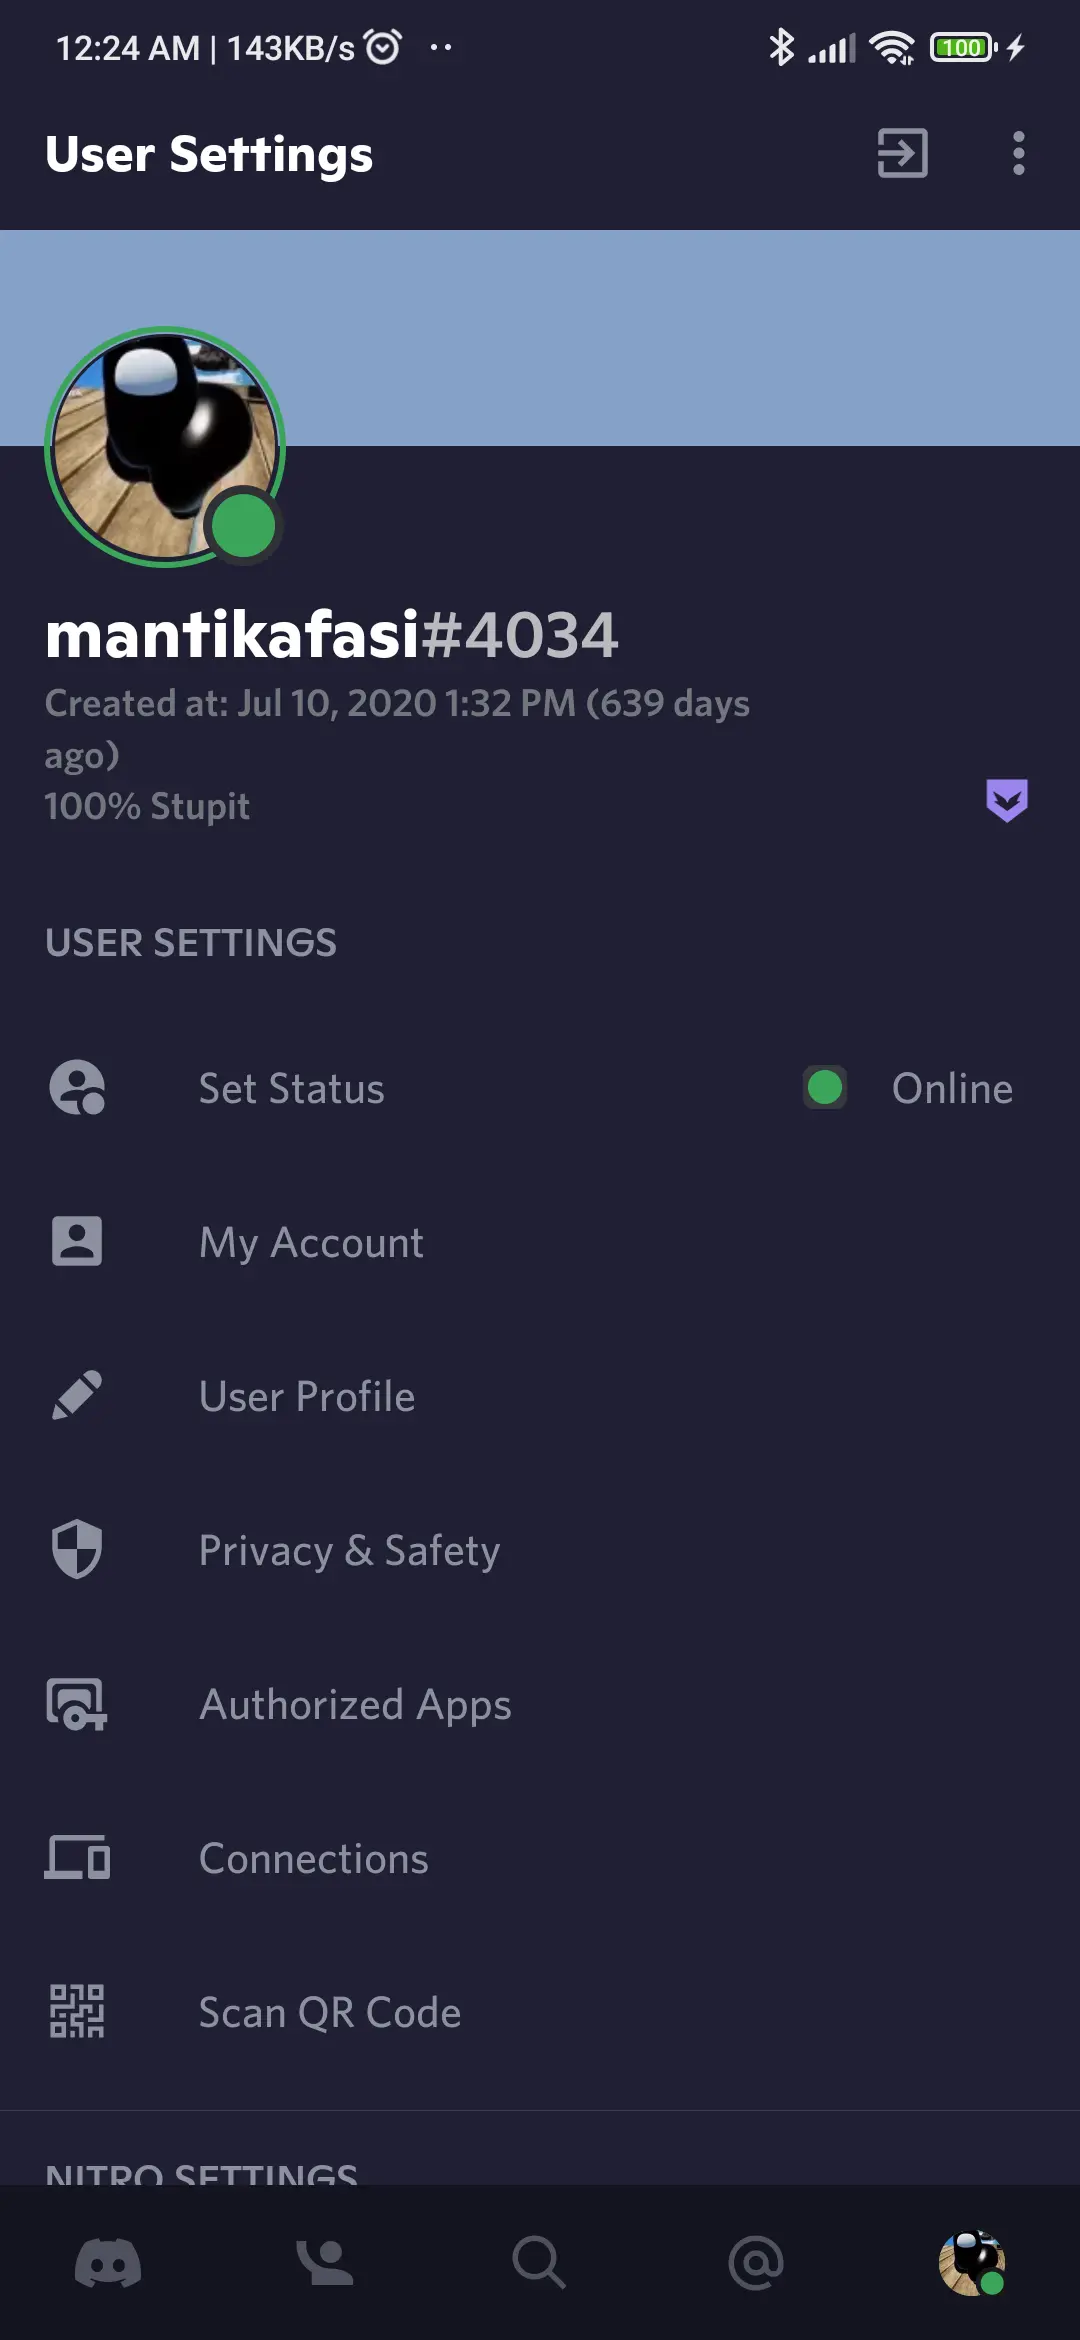 12:24 AM | 143KB/s
100
User Settings
mantikafasi#4034
Created at: Jul 10, 2020 1:32 PM (639 days
ago)
100% Stupit
USER SETTINGS
Set Status
Online
My Account
User Profile
Privacy & Safety
Authorized Apps
Connections
Scan QR Code
NITRO SETTINGS